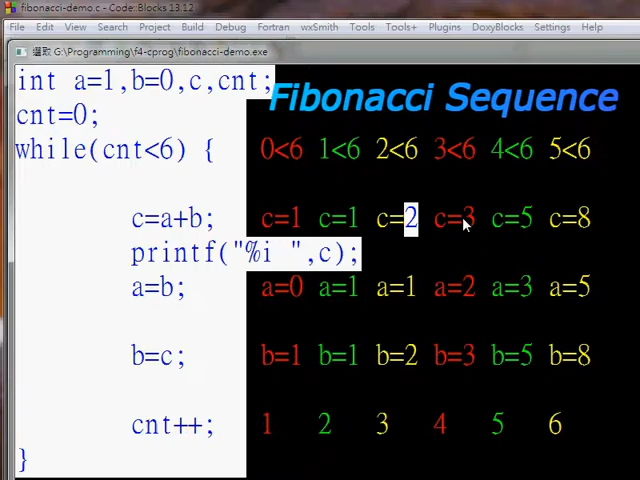 fibonacci-demo.c - Code::Blocks 13.12
File Edit View Search Project Build Debug Fortran wxSmith Tools Tools+ Plugins DoxyBlocks Settings Help
選取 G:\Programming\f4-cprog\fibonacci-demo.exe
int a=1,b=0,c,cnt;
Fibonacci Sequence
cnt=0;
while(cnt<6) { 0<6 1<6 2<6 3<6 4<6 5<6
c=a+b; c=1 c=1 c=2 c=3 c=5 c=8
printf("%i ",c);
a=b; a=0 a=1 a=1 a=2 a=3 a=5
b=c; b=1 b=1 b=2 b=3 b=5 b=8
cnt++; 1 2 3 4 5 6
}